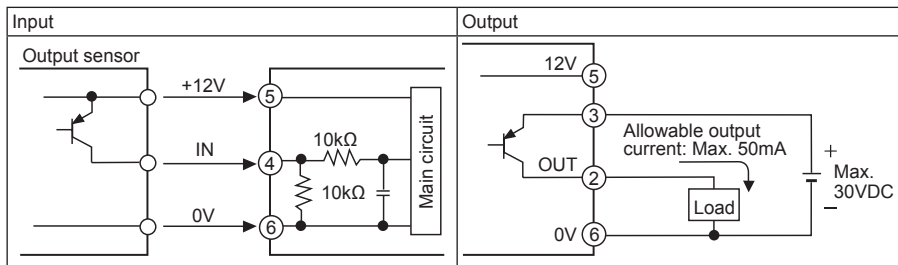 Input
Output sensor
+12V
5
IN
4
10kΩ
10kΩ
0V
6
Main circuit
Output
12V
5
3
Allowable output
current: Max. 50mA
OUT
2
Load
+
Max.
30VDC
−
0V
6